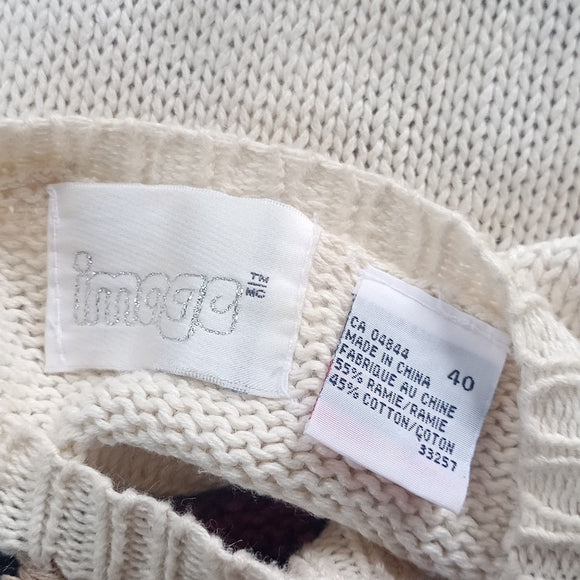 image
TM
MC
CA 04844
MADE IN CHINA
FABRIQUE AU CHINE
55% RAMIE/RAMIE
45% COTTON/COTON
33257
40